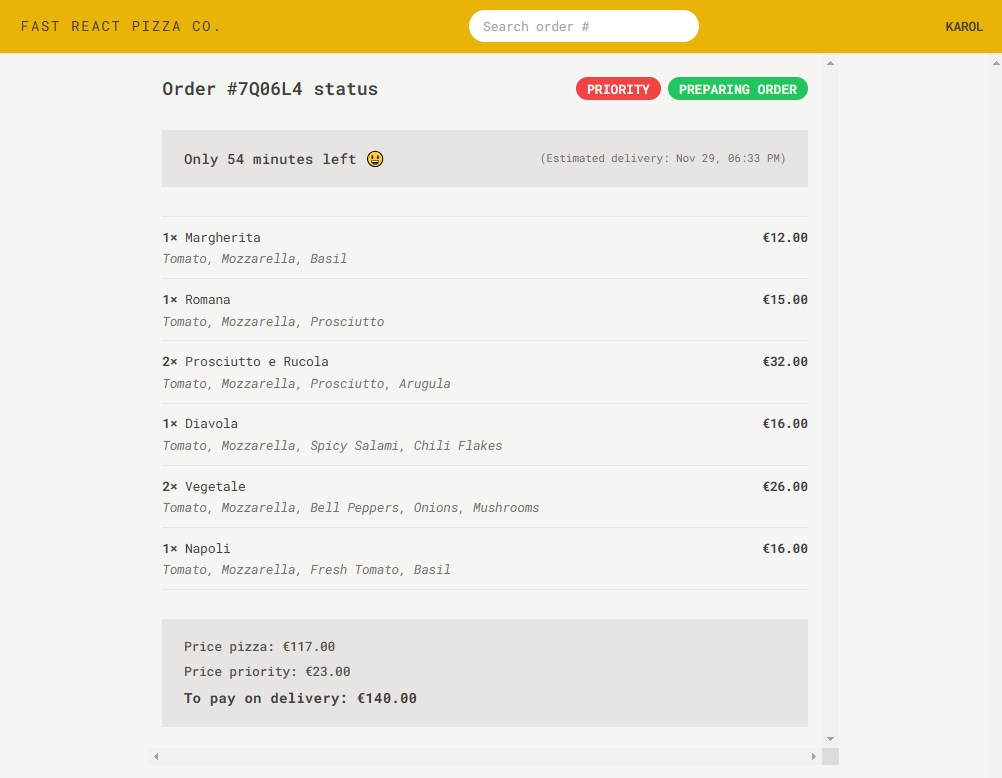 FAST REACT PIZZA CO.
Search order #
KAROL
Order #7Q06L4 status
PRIORITY
PREPARING ORDER
Only 54 minutes left 😃
(Estimated delivery: Nov 29, 06:33 PM)
1× Margherita
€12.00
Tomato, Mozzarella, Basil
1× Romana
€15.00
Tomato, Mozzarella, Prosciutto
2× Prosciutto e Rucola
€32.00
Tomato, Mozzarella, Prosciutto, Arugula
1× Diavola
€16.00
Tomato, Mozzarella, Spicy Salami, Chili Flakes
2× Vegetale
€26.00
Tomato, Mozzarella, Bell Peppers, Onions, Mushrooms
1× Napoli
€16.00
Tomato, Mozzarella, Fresh Tomato, Basil
Price pizza: €117.00
Price priority: €23.00
To pay on delivery: €140.00